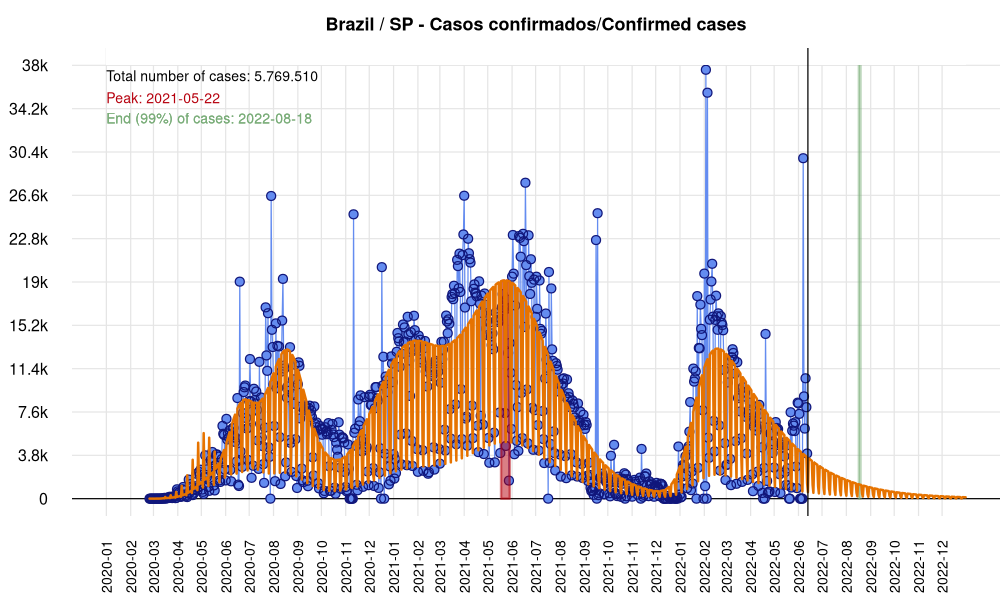 Brazil / SP - Casos confirmados/Confirmed cases
38k
Total number of cases: 5.769.510
Peak: 2021-05-22
34.2k
End (99%) of cases: 2022-08-18
30.4k
26.6k
22.8k
19k
15.2k
11.4k
7.6k
3.8k
0
2020-01
2020-02
2020-03
2020-04
2020-05
2020-06
2020-07
2020-08
2020-09
2020-10
2020-11
2020-12
2021-01
2021-02
2021-03
2021-04
2021-05
2021-06
2021-07
2021-08
2021-09
2021-10
2021-11
2021-12
2022-01
2022-02
2022-03
2022-04
2022-05
2022-06
2022-07
2022-08
2022-09
2022-10
2022-11
2022-12